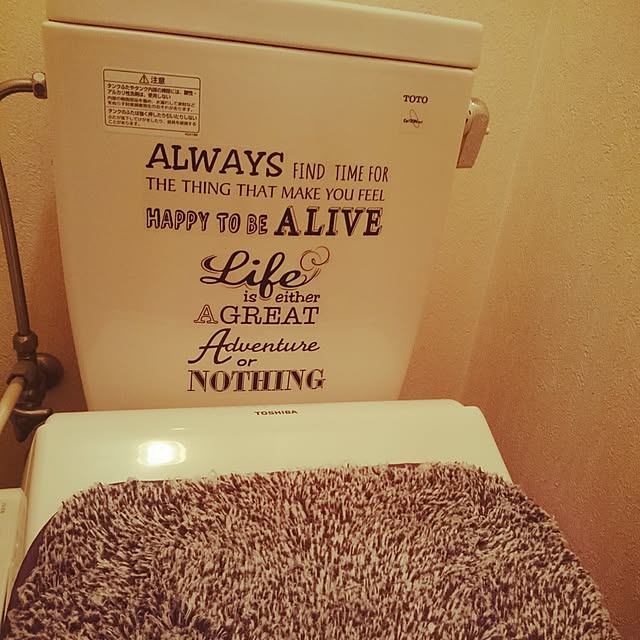 注意
TOTO
ALWAYS FIND TIME FOR
THE THING THAT MAKE YOU FEEL
HAPPY TO BE ALIVE
Life
is either
A GREAT
Adventure
or
NOTHING
TOSHIBA